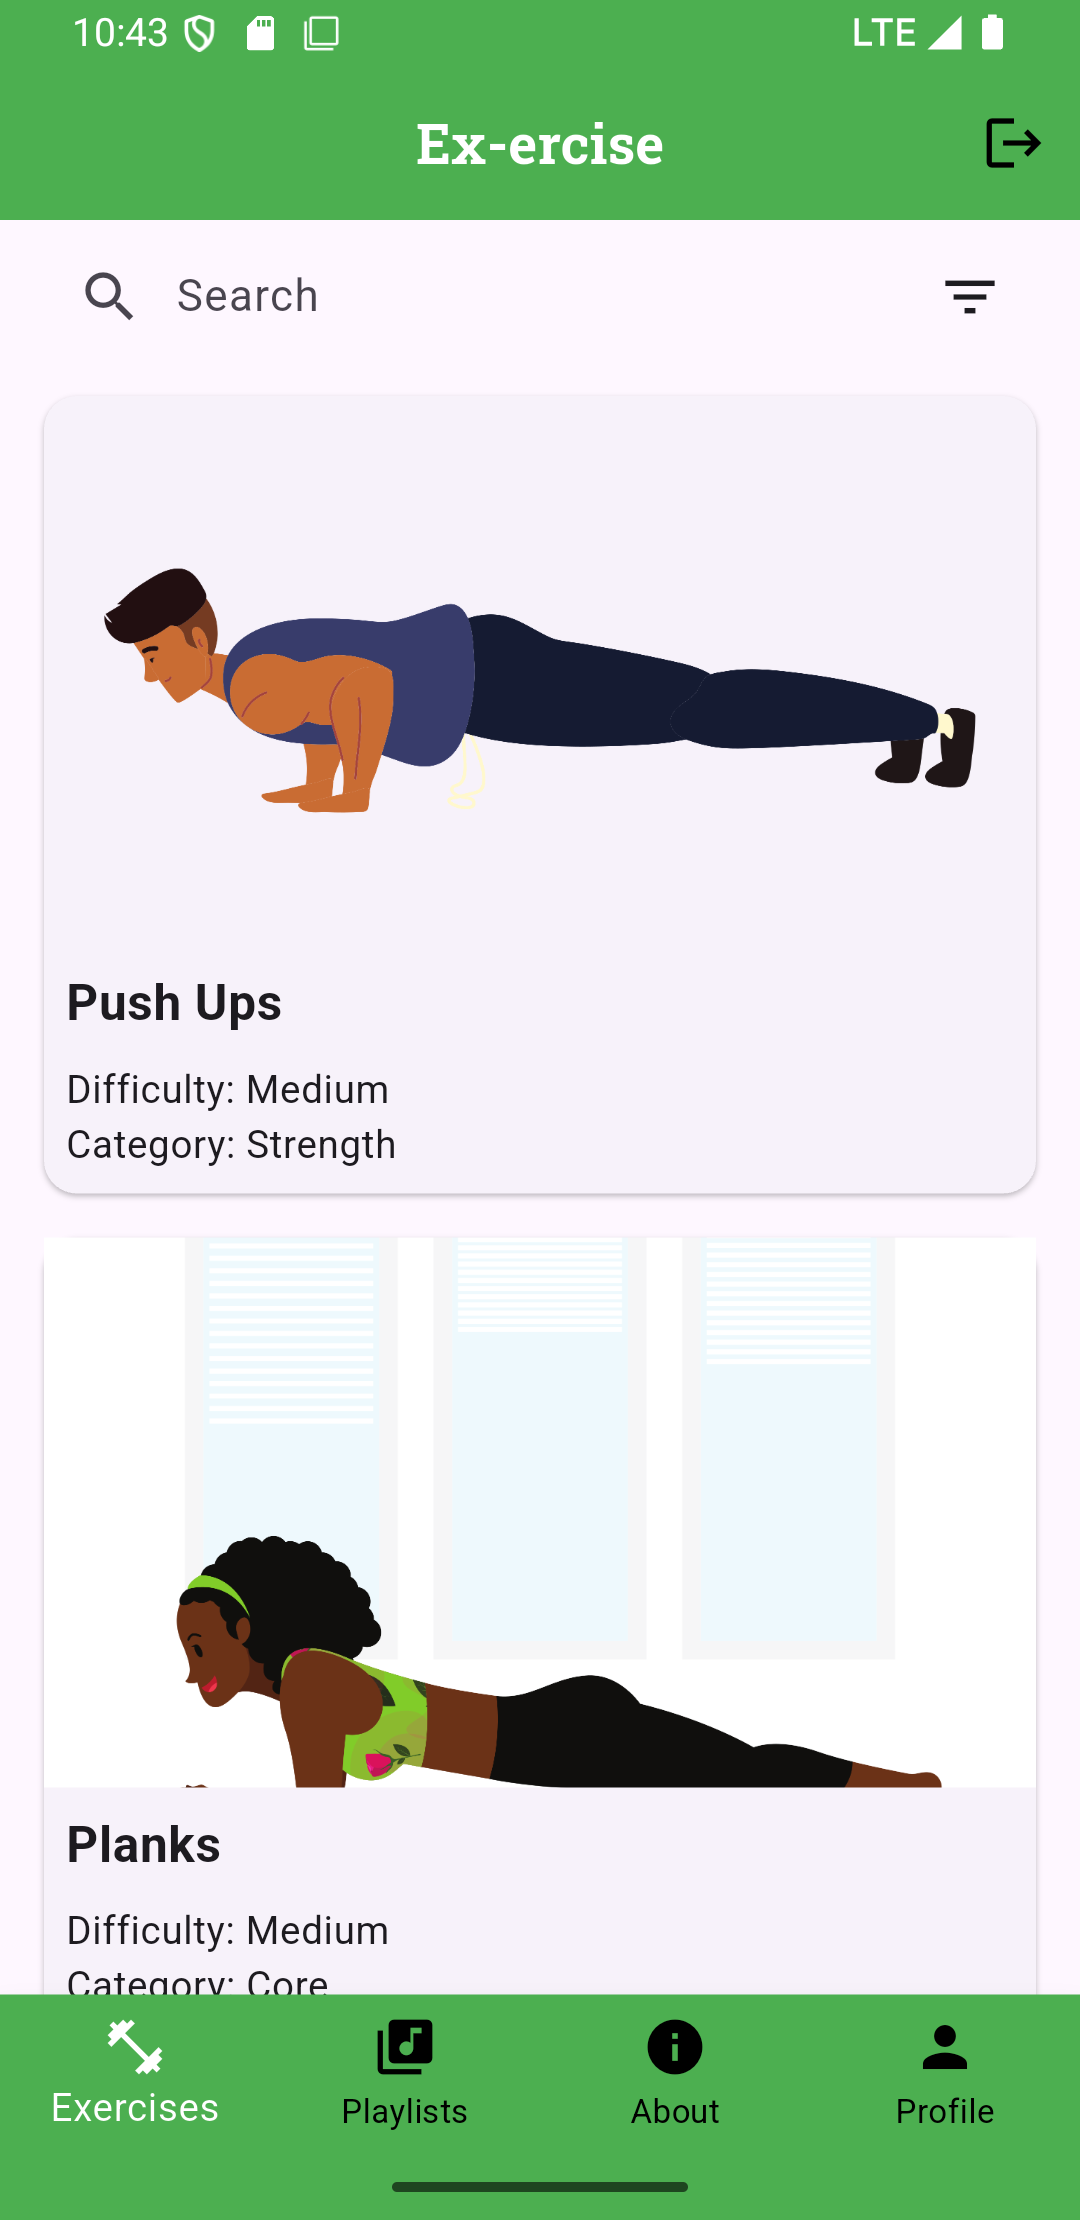 10:43
LTE
Ex-ercise
Search
Push Ups
Difficulty: Medium
Category: Strength
Planks
Difficulty: Medium
Category: Core
Exercises
Playlists
About
Profile